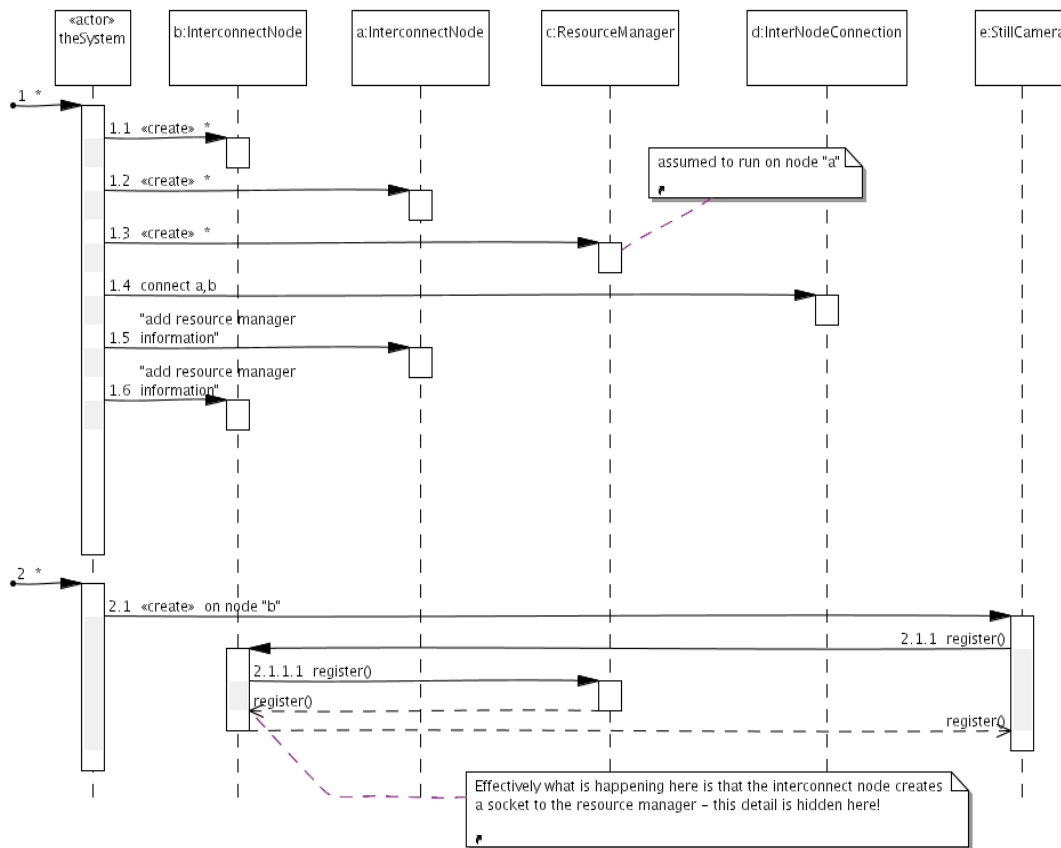 «actor»
theSystem
b:InterconnectNode
a:InterconnectNode
c:ResourceManager
d:InterNodeConnection
e:StillCamera
1 *
1.1 «create» *
1.2 «create» *
assumed to run on node "a"
1.3 «create» *
1.4 connect a,b
"add resource manager
1.5 information"
"add resource manager
1.6 information"
2 *
2.1 «create» on node "b"
2.1.1 register()
2.1.1.1 register()
register()
register()
Effectively what is happening here is that the interconnect node creates
a socket to the resource manager – this detail is hidden here!